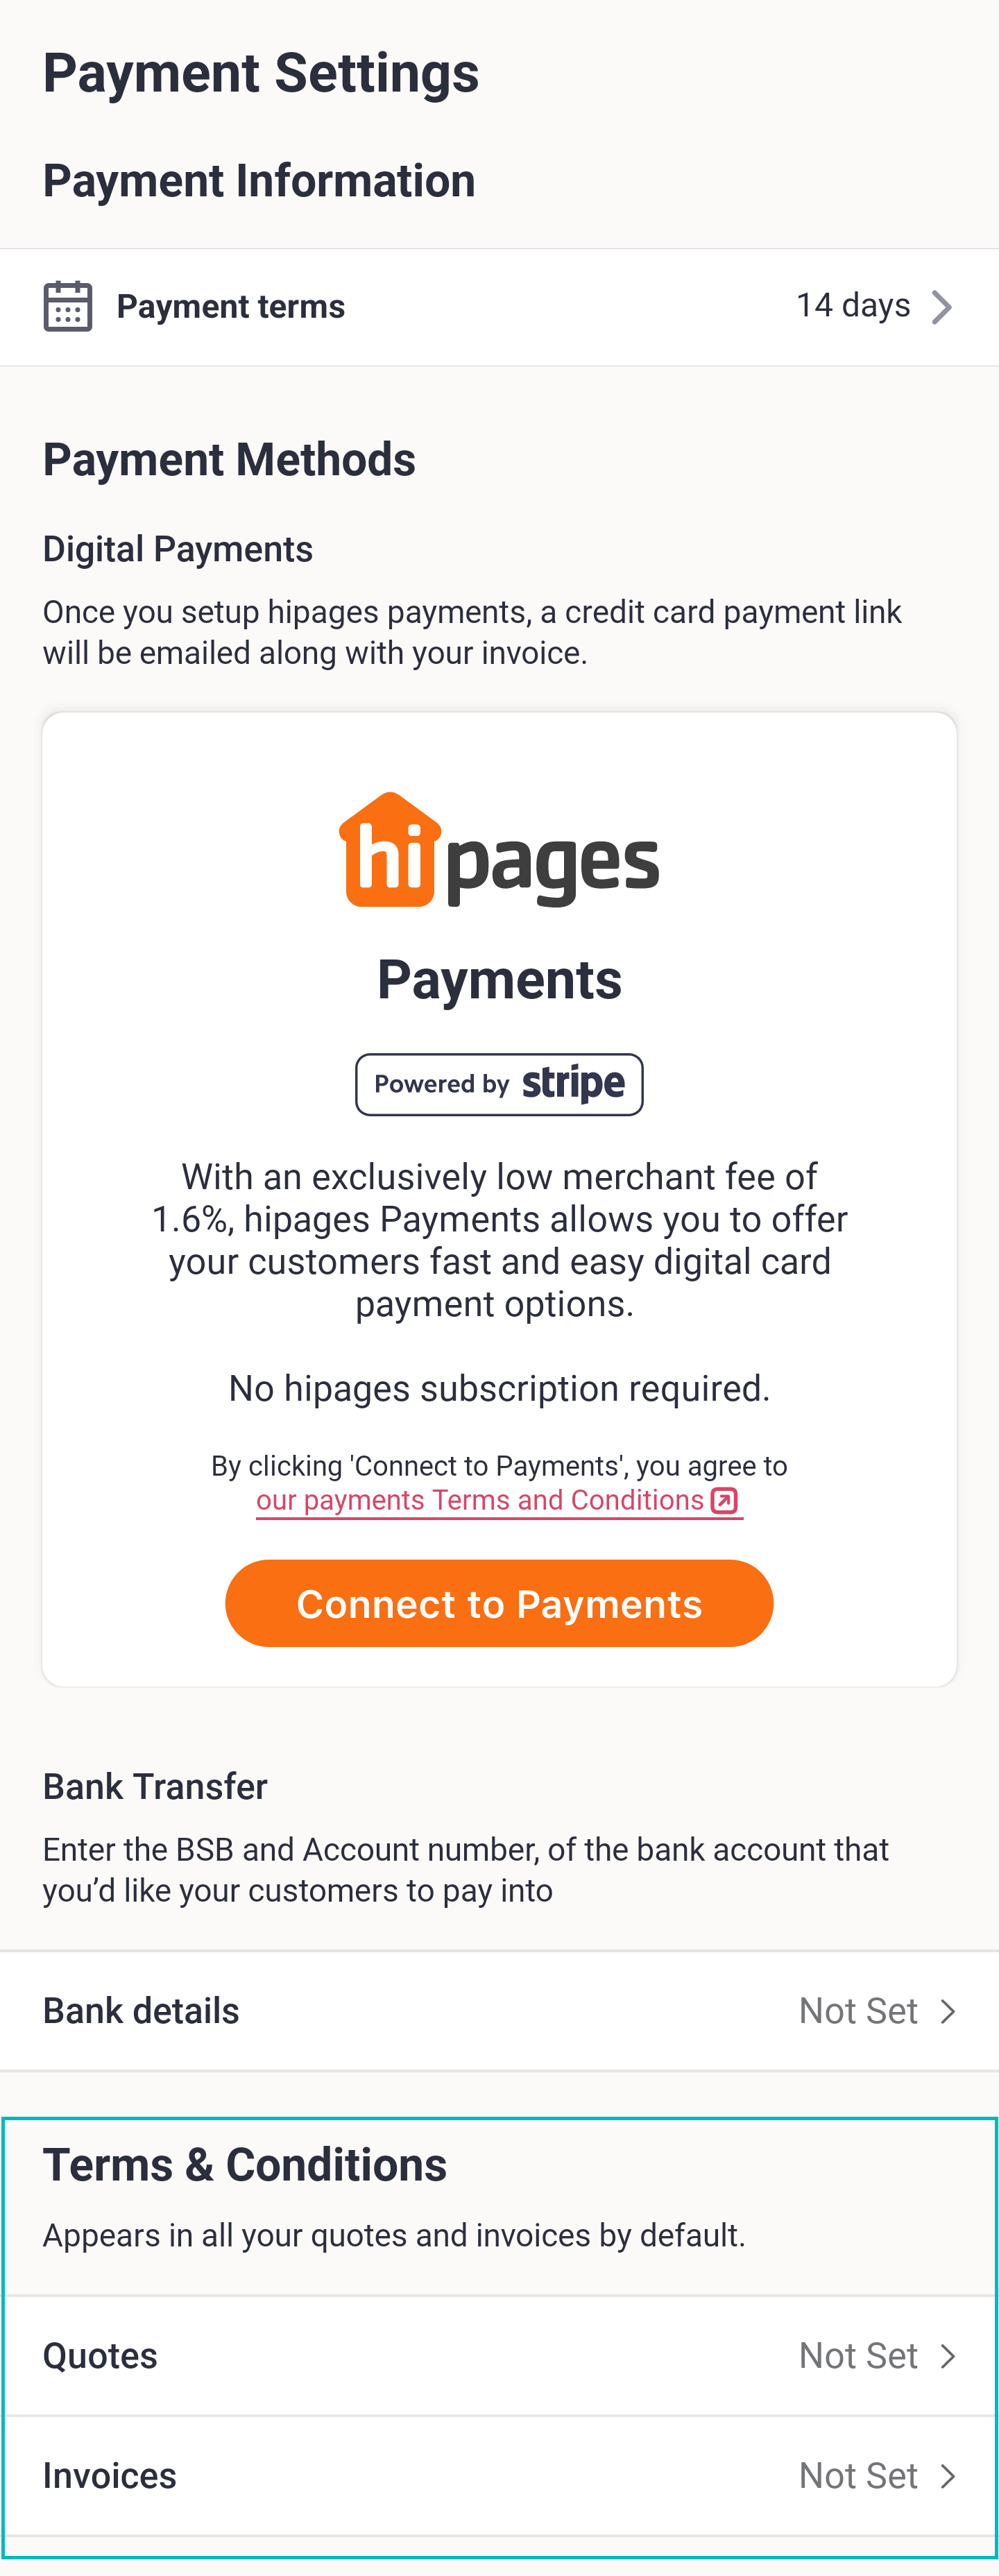 Payment Settings
Payment Information
Payment terms 14 days
Payment Methods
Digital Payments
Once you setup hipages payments, a credit card payment link
will be emailed along with your invoice.
hipages
Payments
Powered by stripe
With an exclusively low merchant fee of
1.6%, hipages Payments allows you to offer
your customers fast and easy digital card
payment options.
No hipages subscription required.
By clicking 'Connect to Payments', you agree to
our payments Terms and Conditions
Connect to Payments
Bank Transfer
Enter the BSB and Account number, of the bank account that
you’d like your customers to pay into
Bank details Not Set
Terms & Conditions
Appears in all your quotes and invoices by default.
Quotes Not Set
Invoices Not Set